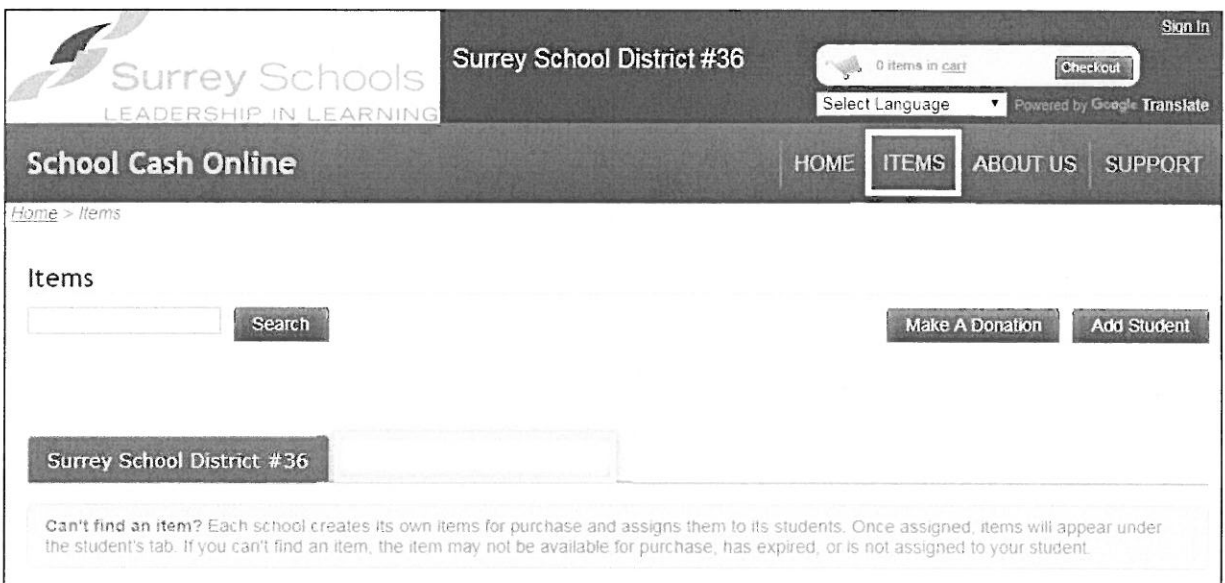 Sign In
Surrey Schools
LEADERSHIP IN LEARNING
Surrey School District #36
0 items in cart
Checkout
Select Language
Powered by Google Translate
School Cash Online
HOME
ITEMS
ABOUT US
SUPPORT
Home > Items
Items
Search
Make A Donation
Add Student
Surrey School District #36
Can't find an item? Each school creates its own items for purchase and assigns them to its students. Once assigned, items will appear under
the student's tab. If you can't find an item, the item may not be available for purchase, has expired, or is not assigned to your student.